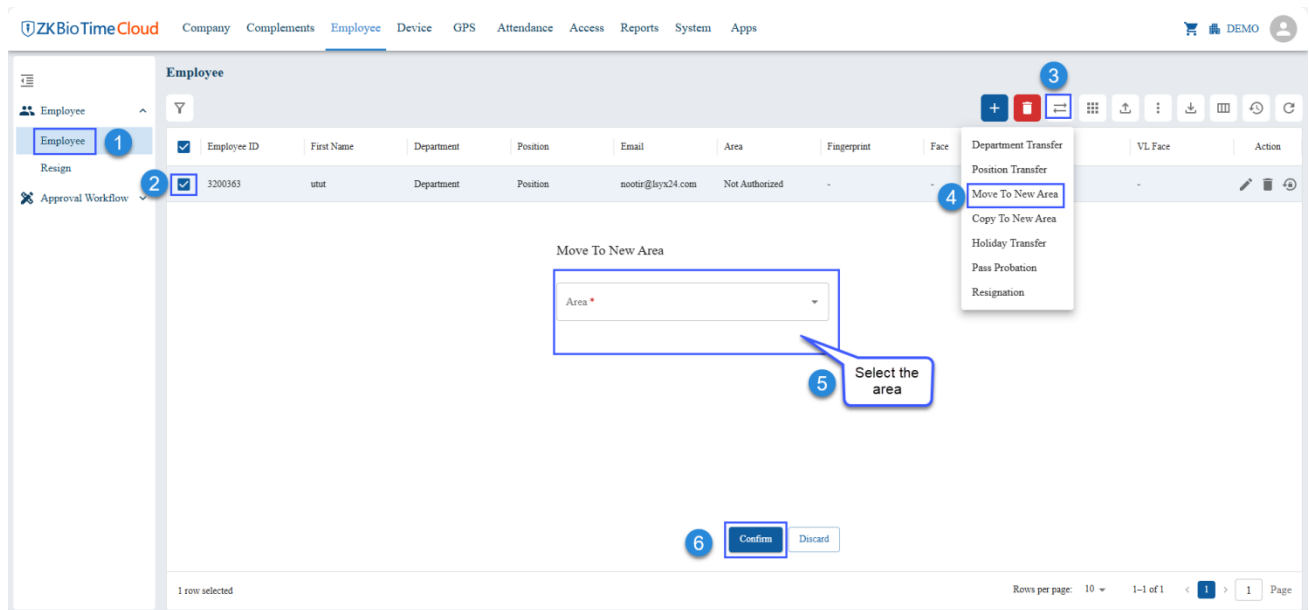 ZKBioTime Cloud Company Complements Employee Device GPS Attendance Access Reports System Apps DEMO
Employee
3
Employee
Employee 1
Resign
Approval Workflow
Employee ID First Name Department Position Email Area Fingerprint Face VL Face Action
2 3200363 utut Department Position nootir@lsyx24.com Not Authorized - - -
Department Transfer
Position Transfer
4 Move To New Area
Copy To New Area
Holiday Transfer
Pass Probation
Resignation
Move To New Area
Area *
5
Select the
area
6 Confirm Discard
1 row selected Rows per page: 10 1–1 of 1 < 1 > 1 Page